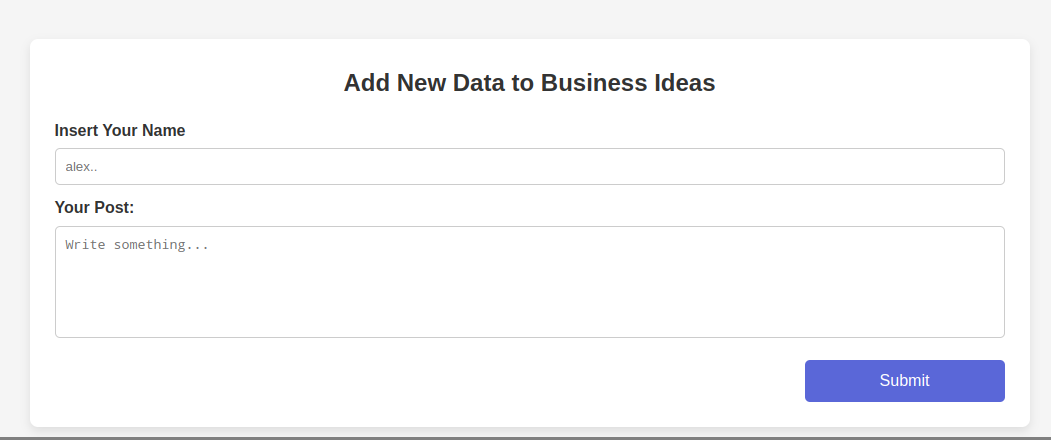 Add New Data to Business Ideas
Insert Your Name
alex..
Your Post:
Write something...
Submit